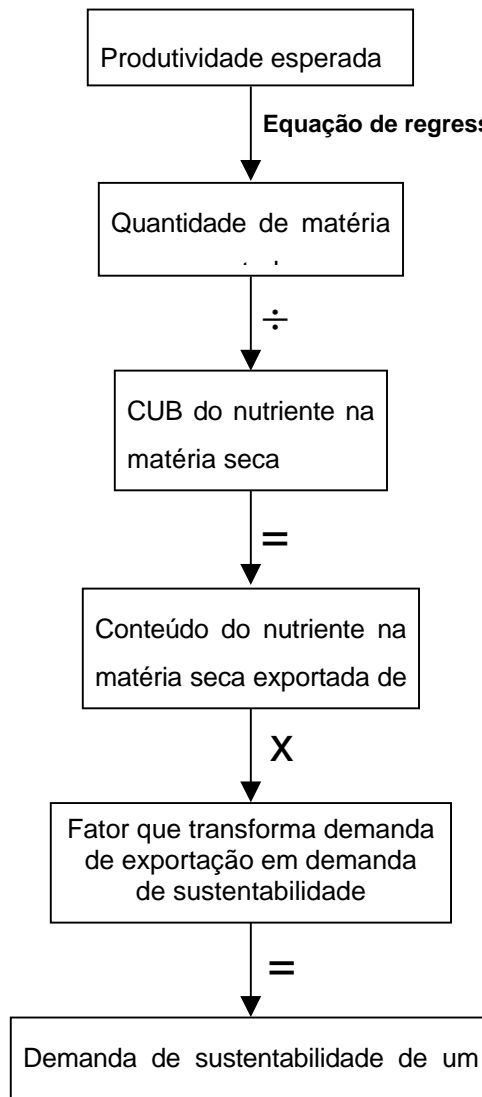 Produtividade esperada
Equação de regress
Quantidade de matéria
÷
CUB do nutriente na
matéria seca
=
Conteúdo do nutriente na
matéria seca exportada de
X
Fator que transforma demanda
de exportação em demanda
de sustentabilidade
=
Demanda de sustentabilidade de um